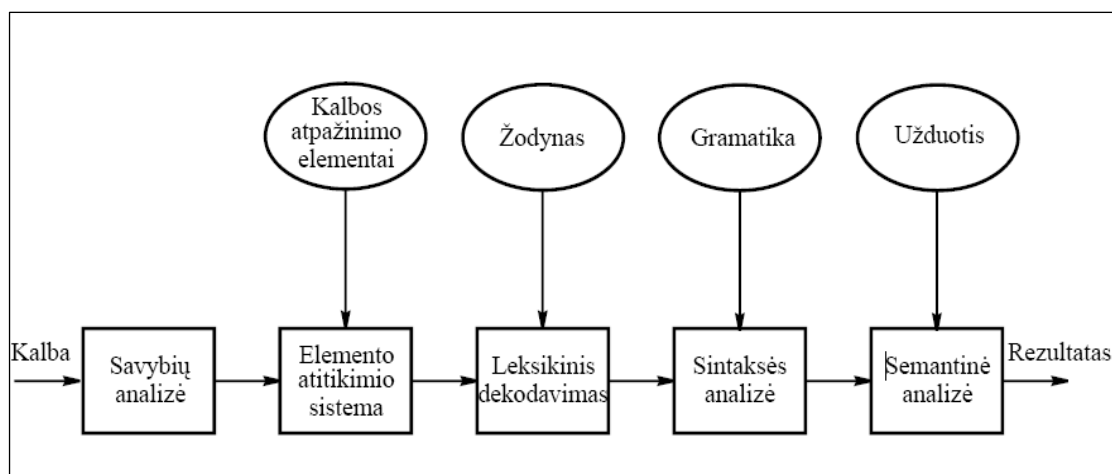 Kalbos
atpažinimo
elementai
Žodynas
Gramatika
Užduotis
Kalba
Savybių
analizė
Elemento
atitikimio
sistema
Leksikinis
dekodavimas
Sintaksės
analizė
Semantinė
analizė
Rezultatas